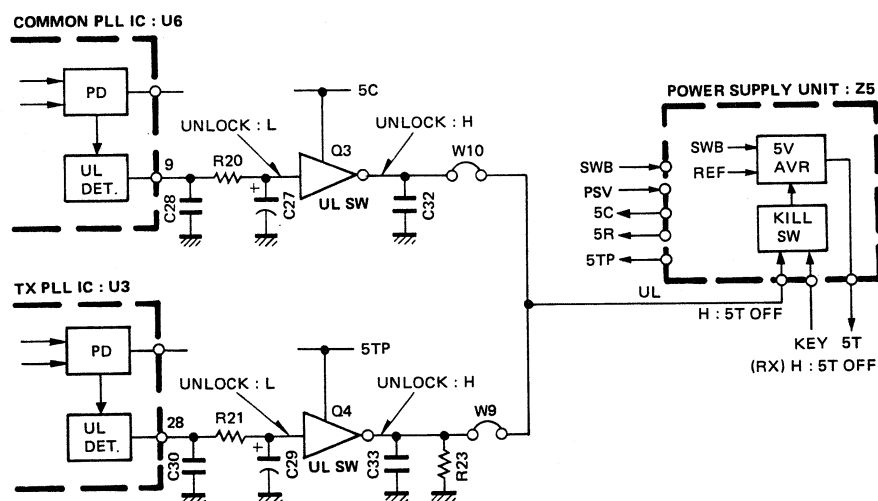 COMMON PLL IC : U6
PD
UL
DET.
9
C28
R20
UNLOCK : L
+
C27
5C
Q3
UL SW
UNLOCK : H
C32
W10
TX PLL IC : U3
PD
UL
DET.
28
C30
R21
UNLOCK : L
+
C29
5TP
Q4
UL SW
UNLOCK : H
C33
R23
W9
UL
POWER SUPPLY UNIT : Z5
SWB
PSV
5C
5R
5TP
SWB
REF
5V
AVR
KILL
SW
H : 5T OFF
KEY 5T
(RX) H : 5T OFF